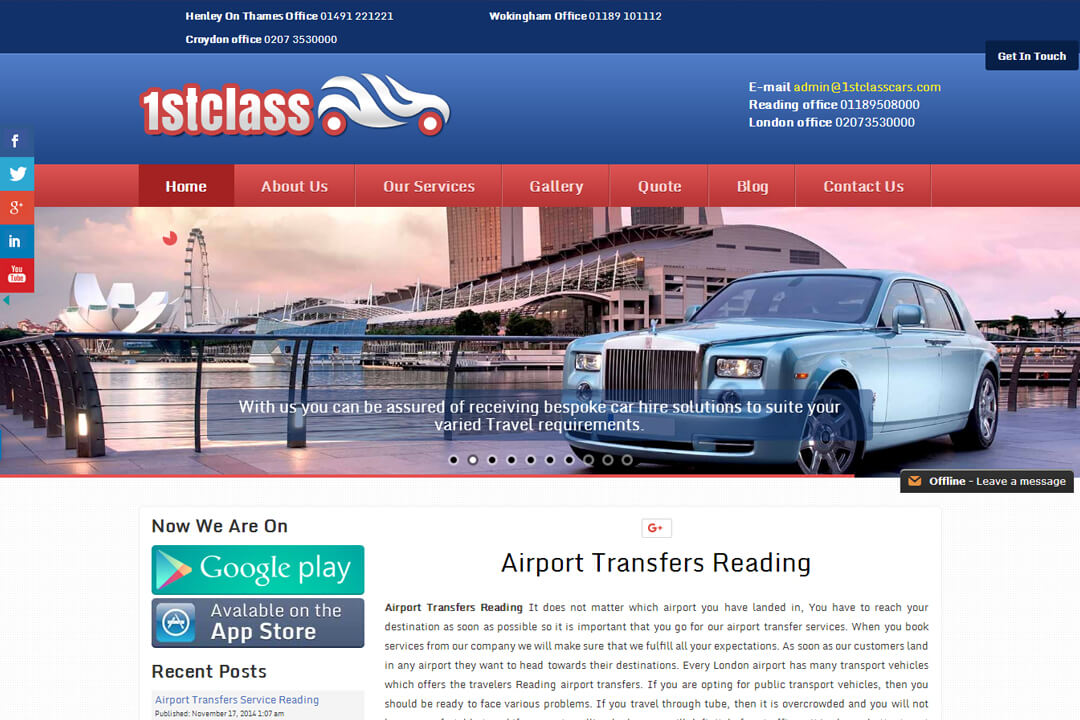 Henley On Thames Office 01491 221221
Wokingham Office 01189 101112
Croydon office 0207 3530000
Get In Touch
1stclass
E-mail admin@1stclasscars.com
Reading office 01189508000
London office 02073530000
Home
About Us
Our Services
Gallery
Quote
Blog
Contact Us
You
Tube
With us you can be assured of receiving bespoke car hire solutions to suite your
varied Travel requirements.
Offline - Leave a message
Now We Are On
Google play
Avalable on the
App Store
Recent Posts
Airport Transfers Service Reading
Published: November 17, 2014 1:07 am
G+
Airport Transfers Reading
Airport Transfers Reading It does not matter which airport you have landed in, You have to reach your
destination as soon as possible so it is important that you go for our airport transfer services. When you book
services from our company we will make sure that we fulfill all your expectations. As soon as our customers land
in any airport they want to head towards their destinations. Every London airport has many transport vehicles
which offers the travelers Reading airport transfers. If you are opting for public transport vehicles, then you
should be ready to face various problems. If you travel through tube, then it is overcrowded and you will not